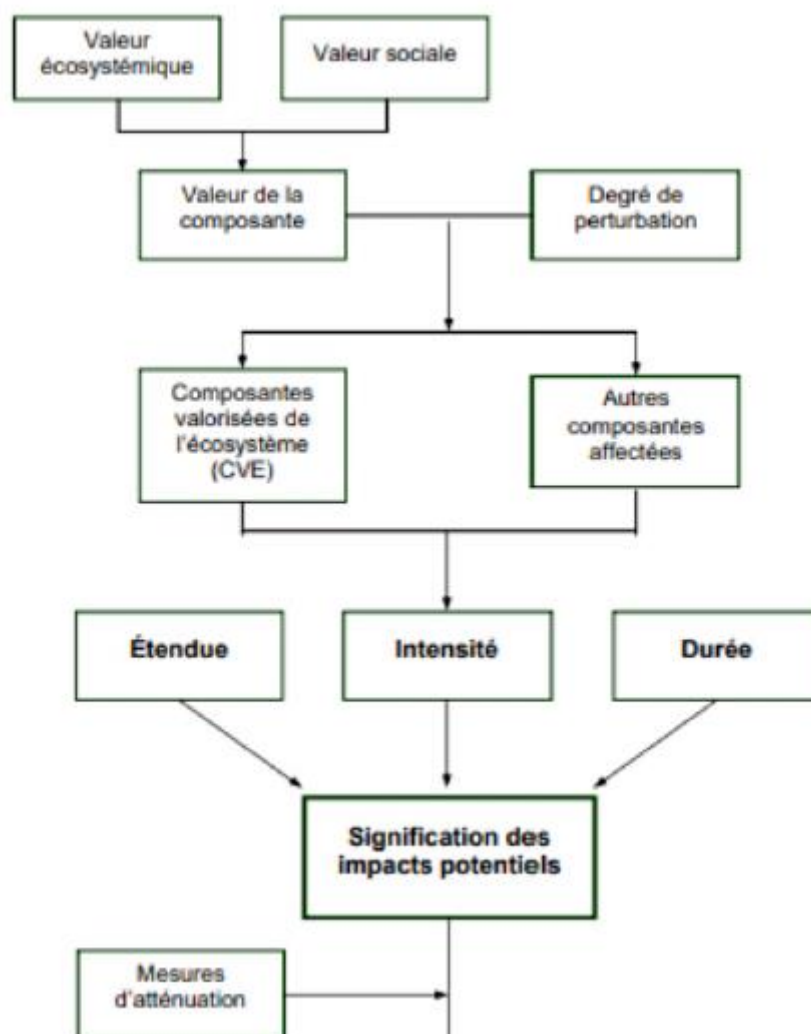 Valeur
écosystémique
Valeur sociale
Valeur de la
composante
Degré de
perturbation
Composantes
valorisées de
l'écosystème
(CVE)
Autres
composantes
affectées
Étendue
Intensité
Durée
Signification des
impacts potentiels
Mesures
d'atténuation